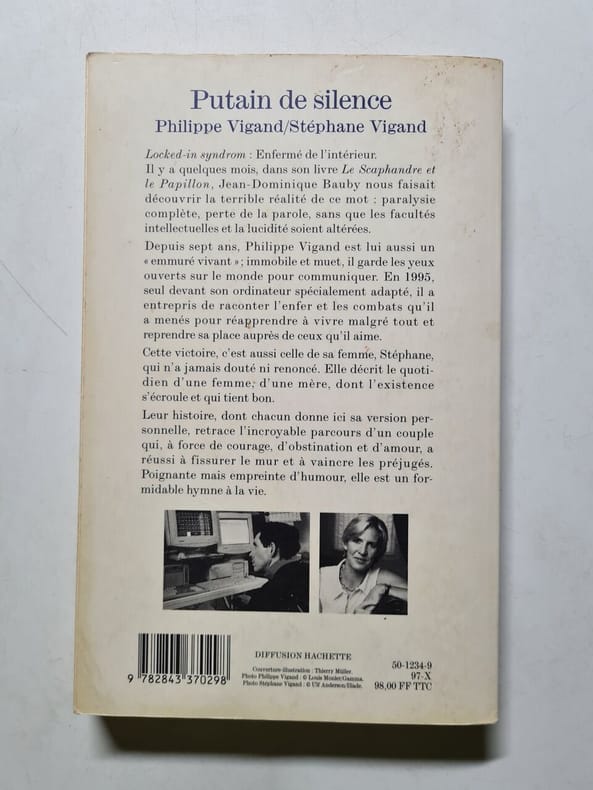 Putain de silence
Philippe Vigand/Stéphane Vigand
Locked-in syndrom : Enfermé de l'intérieur.
Il y a quelques mois, dans son livre Le Scaphandre et
le Papillon, Jean-Dominique Bauby nous faisait
découvrir la terrible réalité de ce mot : paralysie
complète, perte de la parole, sans que les facultés
intellectuelles et la lucidité soient altérées.
Depuis sept ans, Philippe Vigand est lui aussi un
« emmuré vivant » ; immobile et muet, il garde les yeux
ouverts sur le monde pour communiquer. En 1995,
seul devant son ordinateur spécialement adapté, il a
entrepris de raconter l'enfer et les combats qu'il
a menés pour réapprendre à vivre malgré tout et
reprendre sa place auprès de ceux qu'il aime.
Cette victoire, c'est aussi celle de sa femme, Stéphane,
qui n'a jamais douté ni renoncé. Elle décrit le quoti-
dien d'une femme, d'une mère, dont l'existence
s'écroule et qui tient bon.
Leur histoire, dont chacun donne ici sa version per-
sonnelle, retrace l'incroyable parcours d'un couple
qui, à force de courage, d'obstination et d'amour, a
réussi à fissurer le mur et à vaincre les préjugés.
Poignante mais empreinte d'humour, elle est un for-
midable hymne à la vie.
DIFFUSION HACHETTE
Couverture-illustration : Thierry Müller.
Photo Philippe Vigand : © Louis Monier/Gamma.
Photo Stéphane Vigand : © Ulf Anderson/Iliade.
9 782843 370298
50-1234-9
97-X
98,00 FF TTC